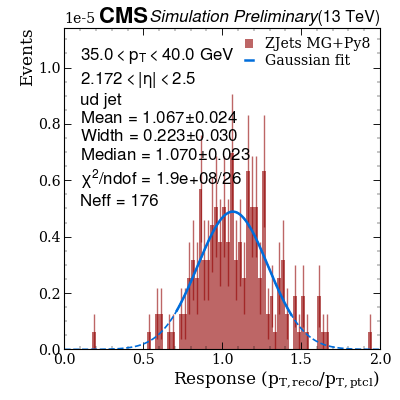 1e-5 CMS Simulation Preliminary (13 TeV)
Events
ZJets MG+Py8
Gaussian fit
35.0 < p_T < 40.0 GeV
2.172 < |η| < 2.5
ud jet
Mean = 1.067±0.024
Width = 0.223±0.030
Median = 1.070±0.023
χ²/ndof = 1.9e+08/26
Neff = 176
1.0
0.8
0.6
0.4
0.2
0.0
0.0 0.5 1.0 1.5 2.0
Response (p_T,reco/p_T,ptcl)